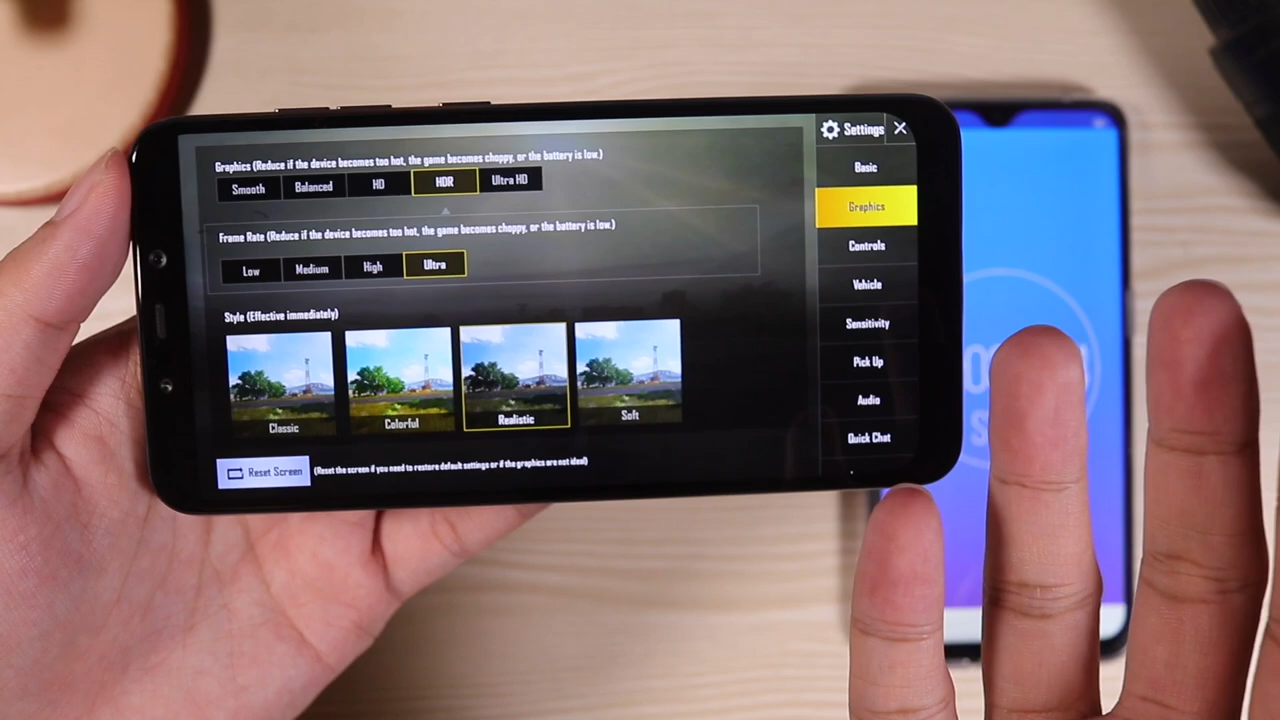 Graphics (Reduce if the device becomes too hot, the game becomes choppy, or the battery is low.)
Smooth Balanced HD HDR Ultra HD
Frame Rate (Reduce if the device becomes too hot, the game becomes choppy, or the battery is low.)
Low Medium High Ultra
Style (Effective immediately)
Classic Colorful Realistic Soft
Reset Screen (Reset the screen if you need to restore default settings or if the graphics are not ideal)
Settings
Basic
Graphics
Controls
Vehicle
Sensitivity
Pick Up
Audio
Quick Chat